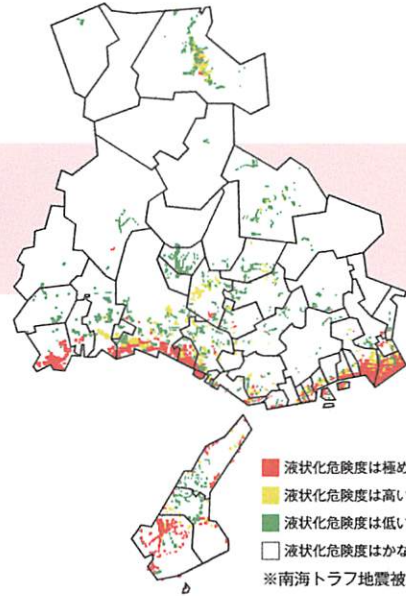 液状化危険度は極め
液状化危険度は高い
液状化危険度は低い
液状化危険度はかな
※南海トラフ地震被